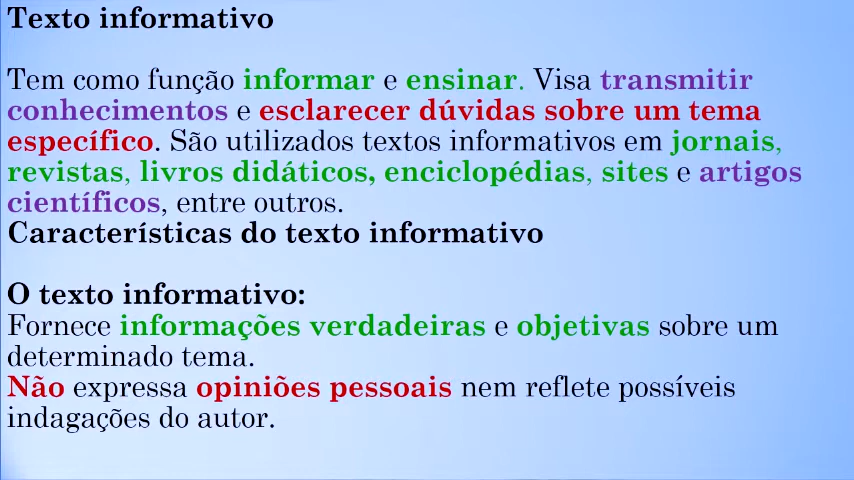 Texto informativo
Tem como função informar e ensinar. Visa transmitir
conhecimentos e esclarecer dúvidas sobre um tema
específico. São utilizados textos informativos em jornais,
revistas, livros didáticos, enciclopédias, sites e artigos
científicos, entre outros.
Características do texto informativo
O texto informativo:
Fornece informações verdadeiras e objetivas sobre um
determinado tema.
Não expressa opiniões pessoais nem reflete possíveis
indagações do autor.